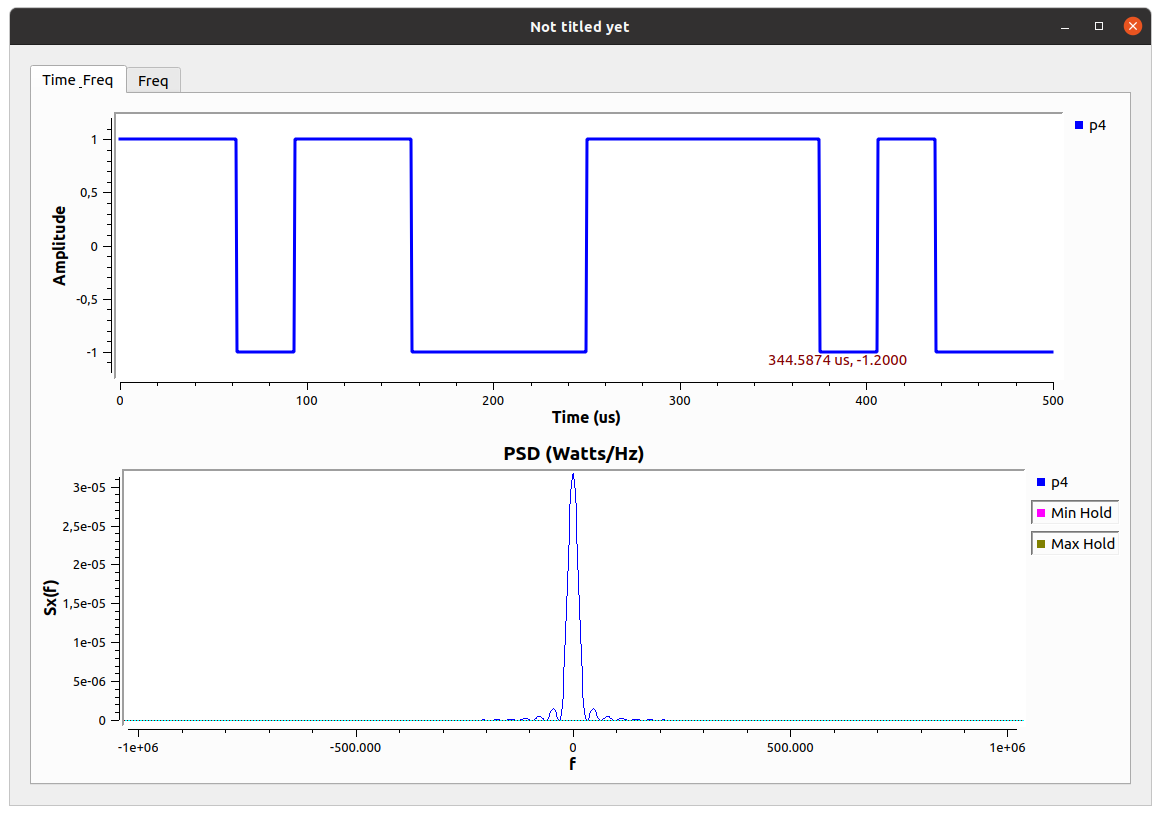 Not titled yet
Time_Freq
Freq
p4
1
0,5
0
-0,5
-1
Amplitude
344.5874 us, -1.2000
0 100 200 300 400 500
Time (us)
PSD (Watts/Hz)
p4
Min Hold
Max Hold
3e-05
2,5e-05
2e-05
1,5e-05
1e-05
5e-06
0
Sx(f)
-1e+06 -500.000 0 500.000 1e+06
f